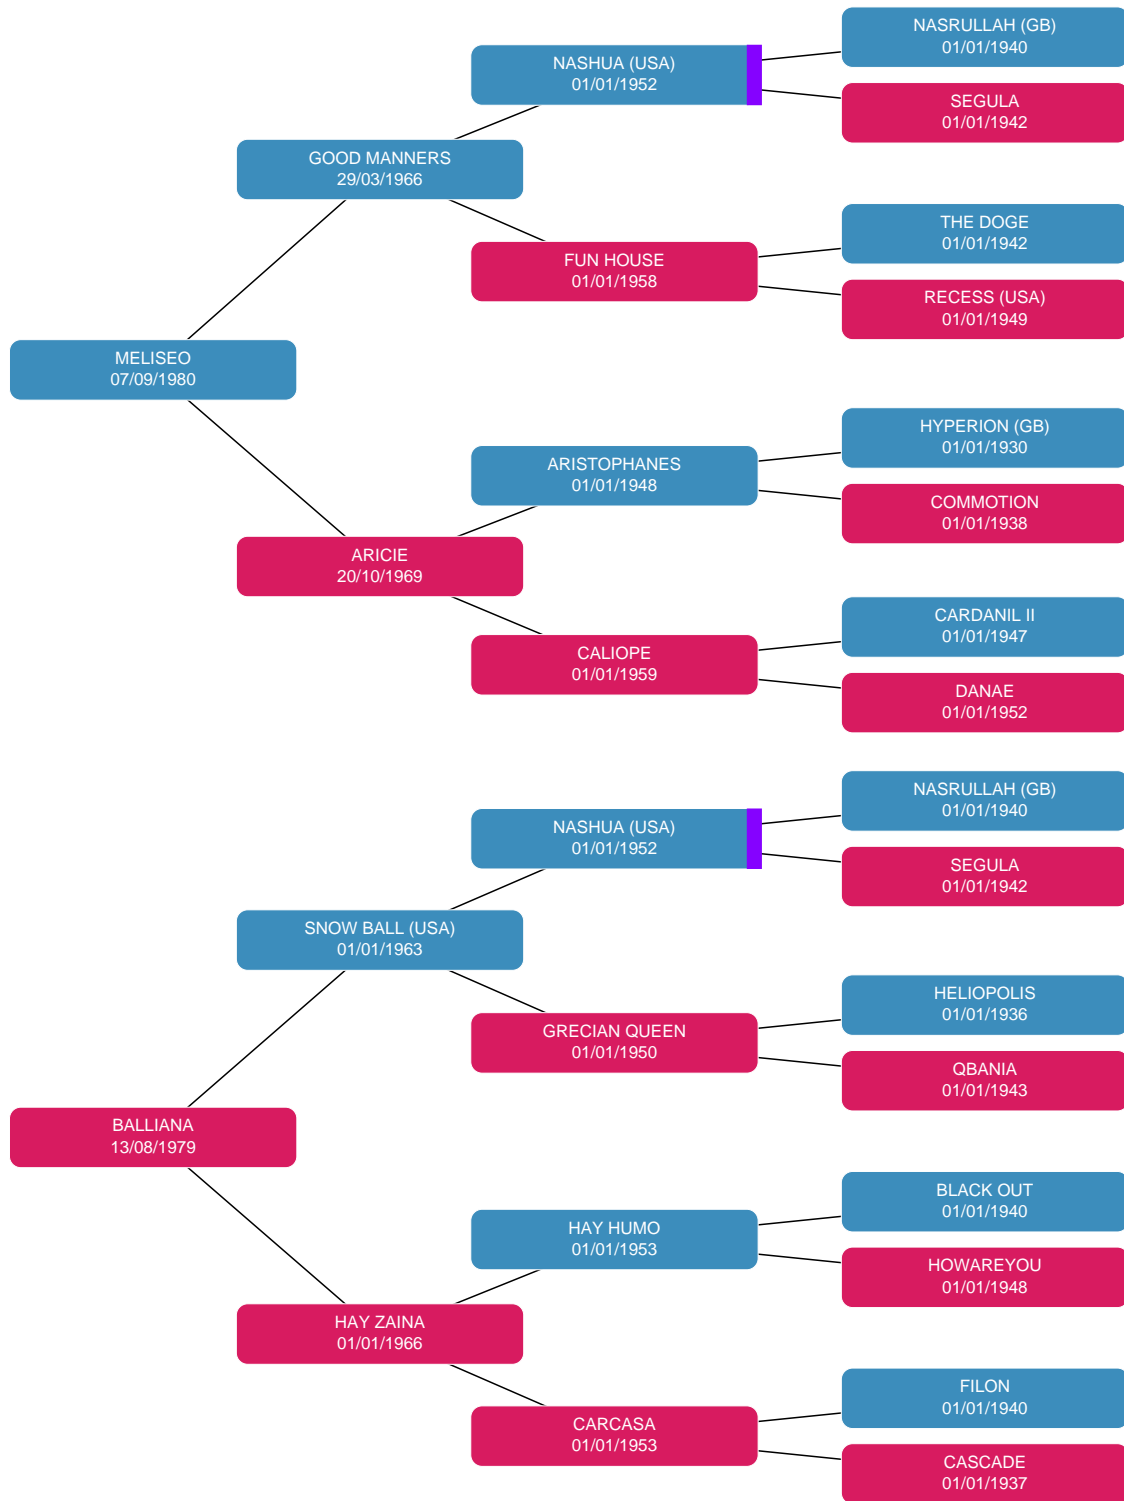 NASRULLAH (GB)
01/01/1940
NASHUA (USA)
01/01/1952
SEGULA
01/01/1942
GOOD MANNERS
29/03/1966
THE DOGE
01/01/1942
FUN HOUSE
01/01/1958
RECESS (USA)
01/01/1949
MELISEO
07/09/1980
HYPERION (GB)
01/01/1930
ARISTOPHANES
01/01/1948
COMMOTION
01/01/1938
ARICIE
20/10/1969
CARDANIL II
01/01/1947
CALIOPE
01/01/1959
DANAE
01/01/1952
NASRULLAH (GB)
01/01/1940
NASHUA (USA)
01/01/1952
SEGULA
01/01/1942
SNOW BALL (USA)
01/01/1963
HELIOPOLIS
01/01/1936
GRECIAN QUEEN
01/01/1950
QBANIA
01/01/1943
BALLIANA
13/08/1979
BLACK OUT
01/01/1940
HAY HUMO
01/01/1953
HOWAREYOU
01/01/1948
HAY ZAINA
01/01/1966
FILON
01/01/1940
CARCASA
01/01/1953
CASCADE
01/01/1937